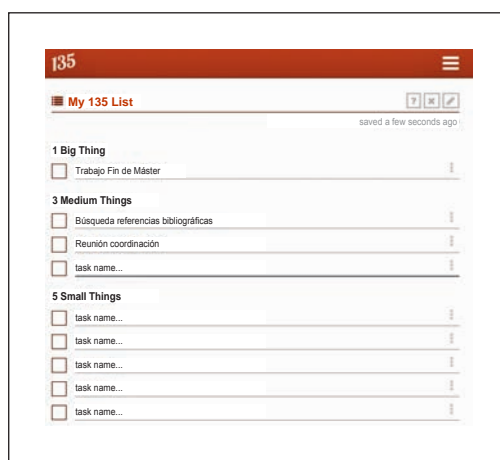 135
My 135 List
? x
saved a few seconds ago
1 Big Thing
Trabajo Fin de Máster
3 Medium Things
Búsqueda referencias bibliográficas
Reunión coordinación
task name...
5 Small Things
task name...
task name...
task name...
task name...
task name...